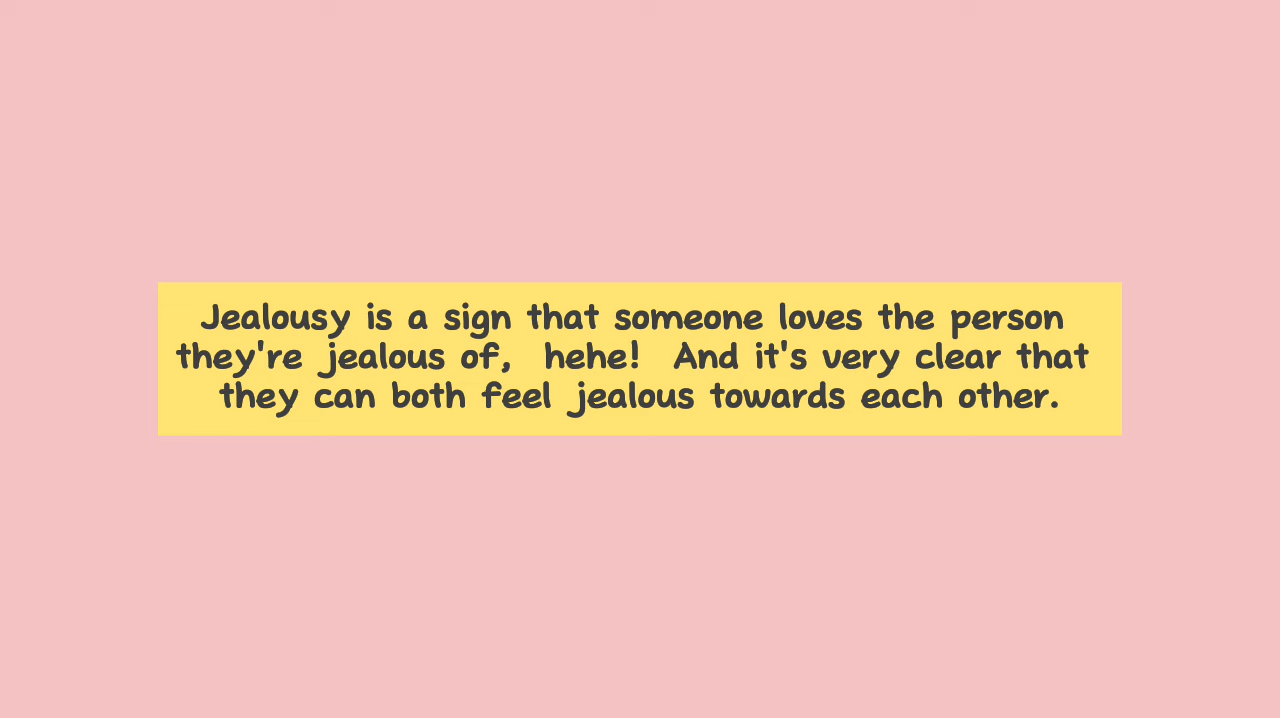 Jealousy is a sign that someone loves the person
they're jealous of, hehe! And it's very clear that
they can both feel jealous towards each other.